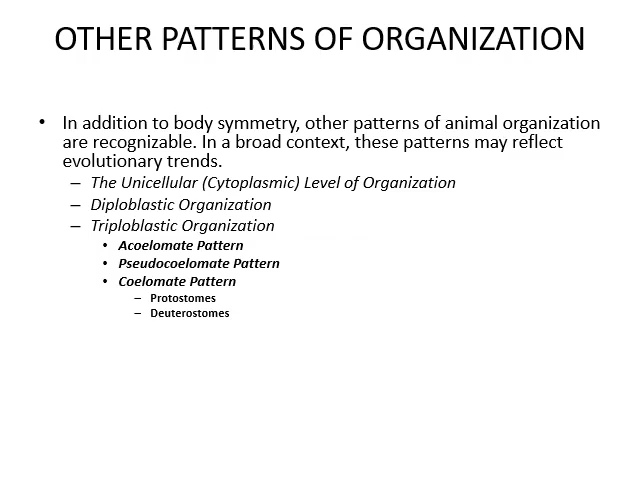 OTHER PATTERNS OF ORGANIZATION
• In addition to body symmetry, other patterns of animal organization
are recognizable. In a broad context, these patterns may reflect
evolutionary trends.
– The Unicellular (Cytoplasmic) Level of Organization
– Diploblastic Organization
– Triploblastic Organization
• Acoelomate Pattern
• Pseudocoelomate Pattern
• Coelomate Pattern
– Protostomes
– Deuterostomes